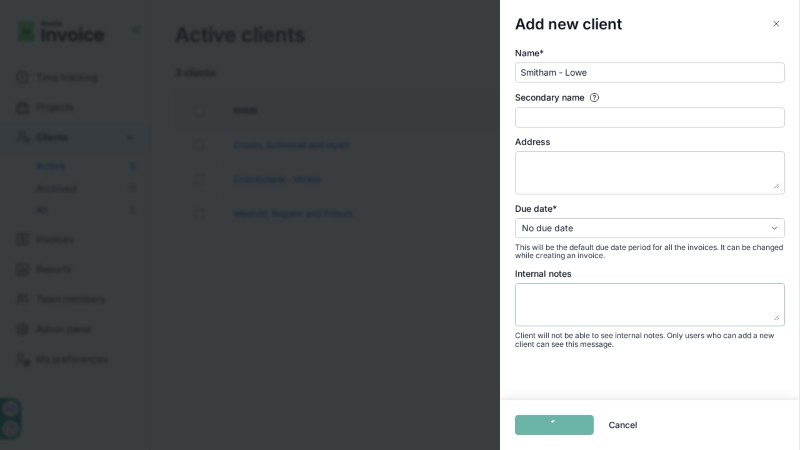 Invoice
Active clients
3 clients
NAME
Time tracking
Projects
Clients
Active
Archived
All
Invoices
Reports
Team members
Admin panel
My preferences
Add new client
Name*
Smitham - Lowe
Secondary name
Address
Due date*
No due date
This will be the default due date period for all the invoices. It can be changed
while creating an invoice.
Internal notes
Client will not be able to see internal notes. Only users who can add a new
client can see this message.
Cancel